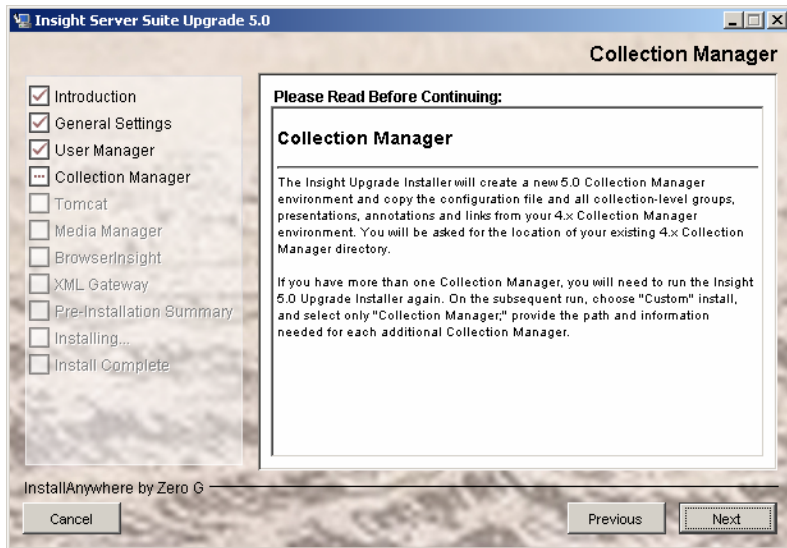 Insight Server Suite Upgrade 5.0
Collection Manager
Introduction
General Settings
User Manager
Collection Manager
Tomcat
Media Manager
BrowserInsight
XML Gateway
Pre-Installation Summary
Installing...
Install Complete
Please Read Before Continuing:
Collection Manager
The Insight Upgrade Installer will create a new 5.0 Collection Manager
environment and copy the configuration file and all collection-level groups,
presentations, annotations and links from your 4.x Collection Manager
environment. You will be asked for the location of your existing 4.x Collection
Manager directory.
If you have more than one Collection Manager, you will need to run the Insight
5.0 Upgrade Installer again. On the subsequent run, choose "Custom" install,
and select only "Collection Manager;" provide the path and information
needed for each additional Collection Manager.
InstallAnywhere by Zero G
Cancel
Previous
Next